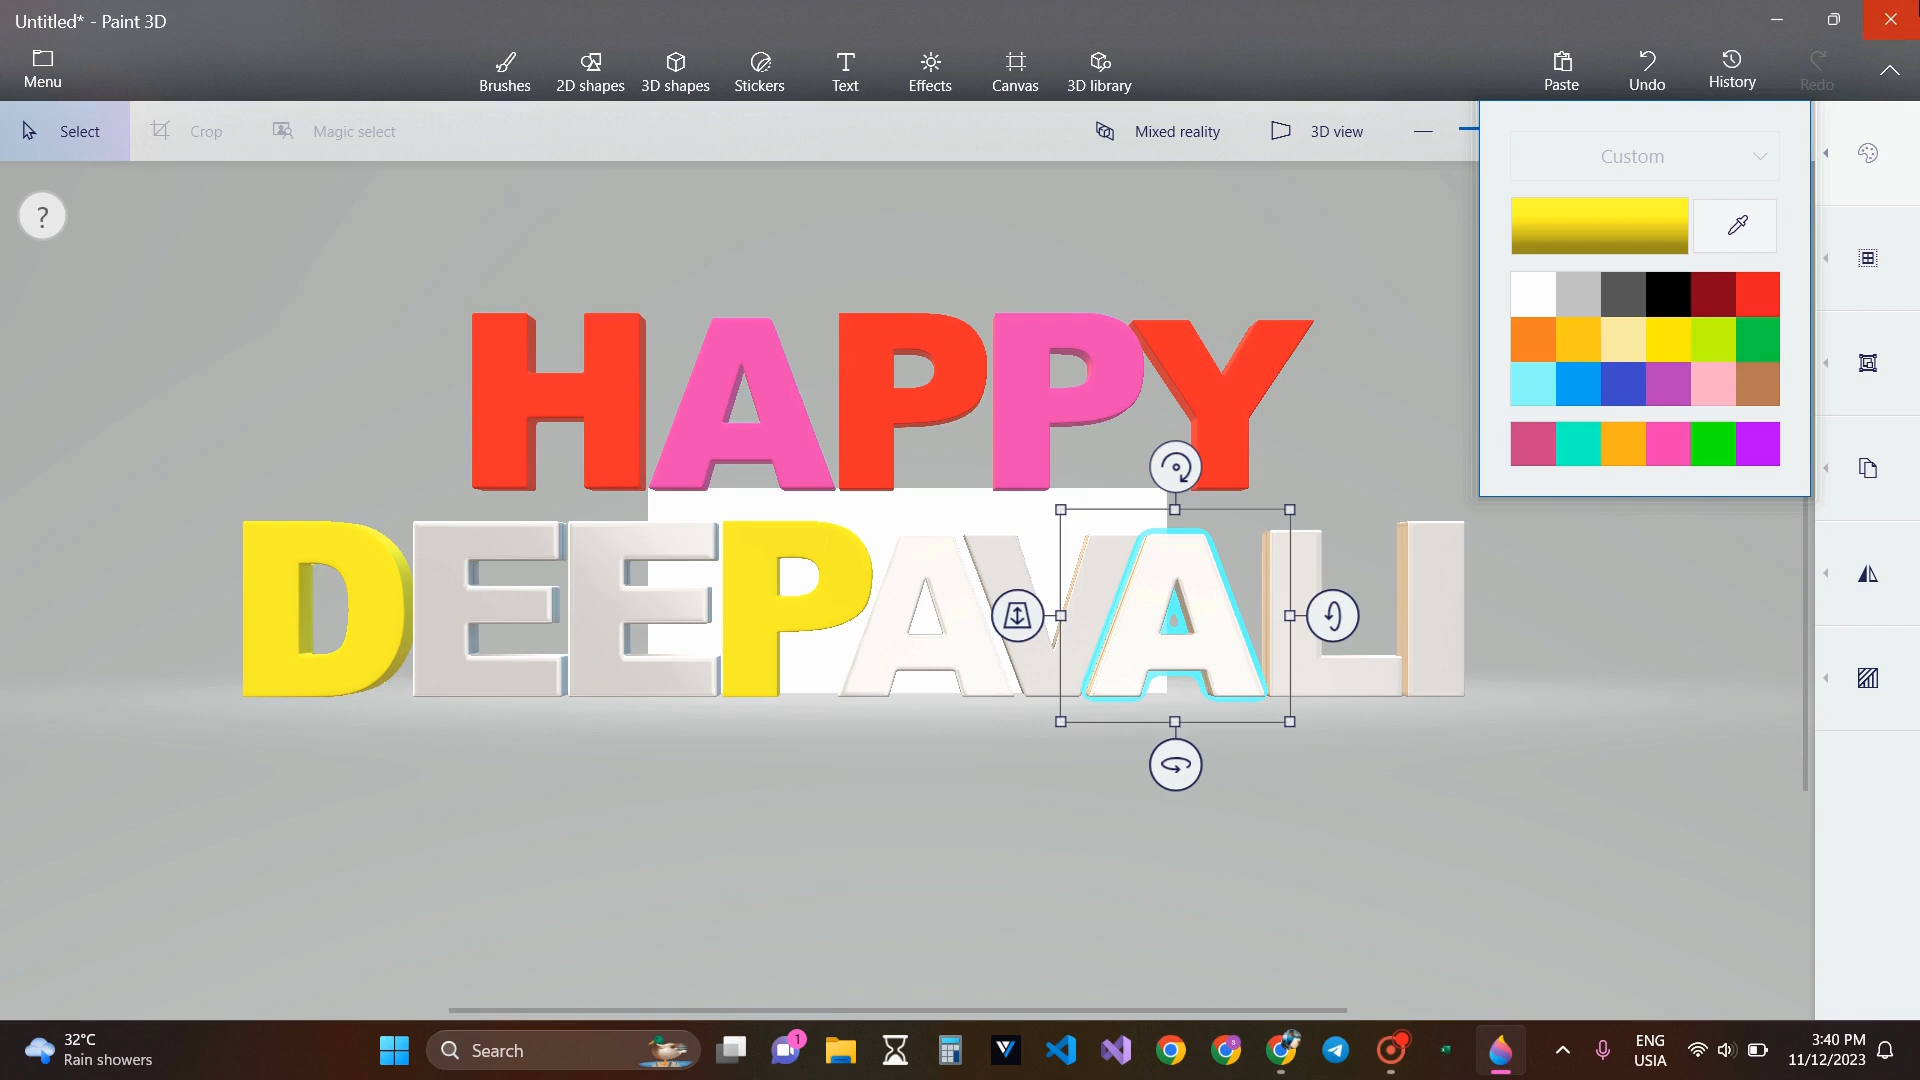 Untitled* - Paint 3D
Menu
Brushes
2D shapes
3D shapes
Stickers
Text
Effects
Canvas
3D library
Paste
Undo
History
Redo
Select
Crop
Magic select
Mixed reality
3D view
Custom
?
HAPPY
DEEPAVALI
32°C
Rain showers
Search
1
ENG
USIA
3:40 PM
11/12/2023